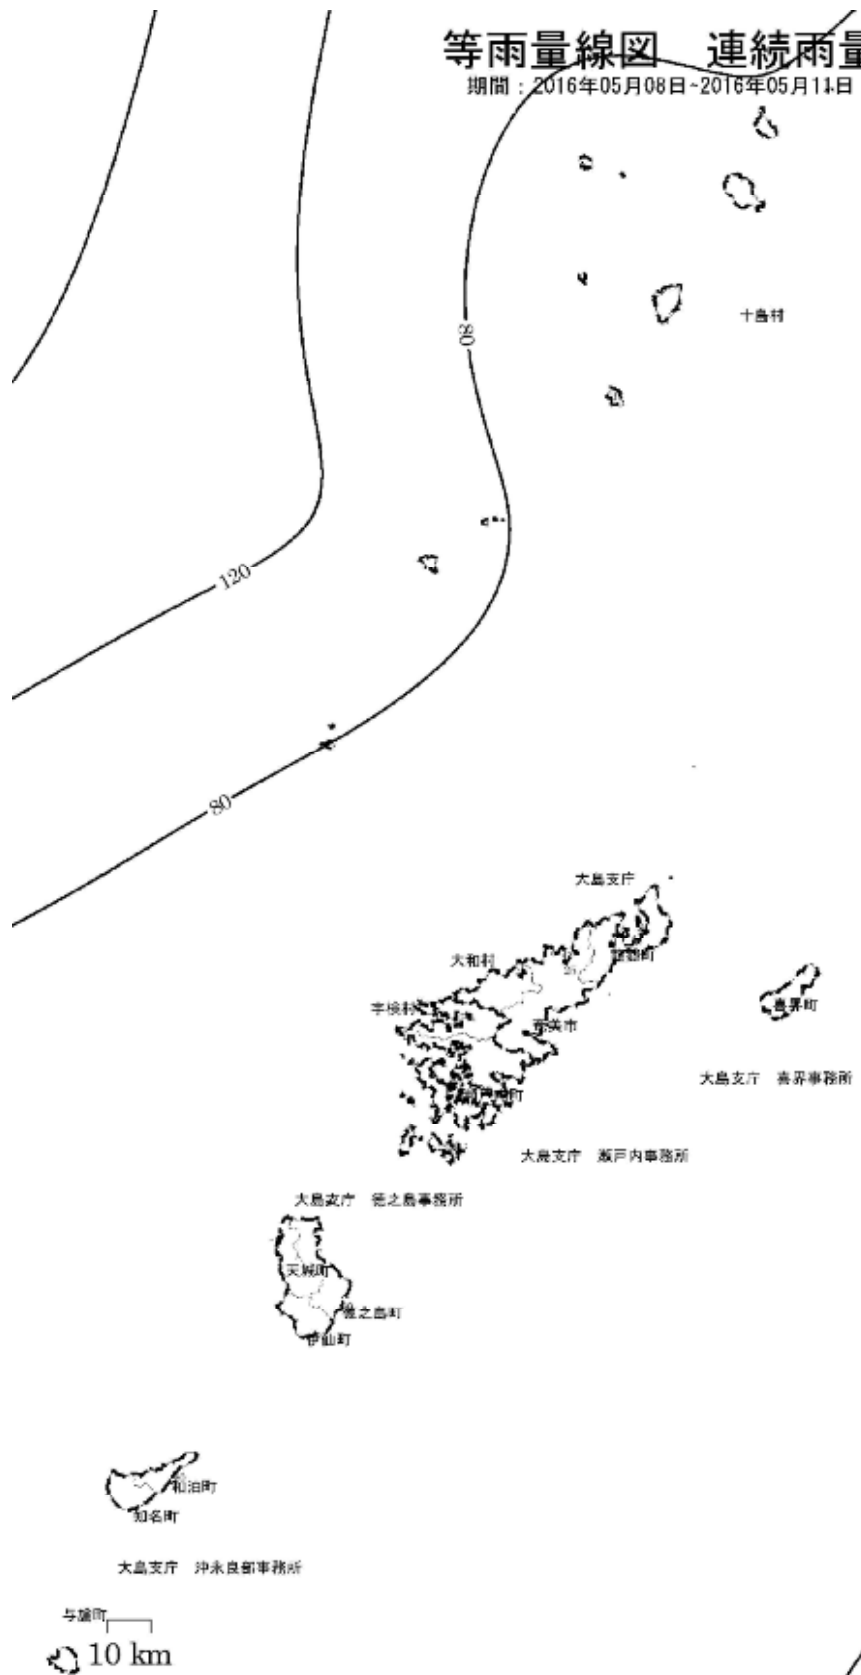 等雨量線図　連続雨量
期間：2016年05月08日~2016年05月11日
80
十島村
120
80
大島支庁
大和村
宇検村
奄美市
喜界町
大島支庁　喜界事務所
大島支庁　瀬戸内事務所
大島支庁　徳之島事務所
天城町
徳之島町
伊仙町
和泊町
知名町
大島支庁　沖永良部事務所
与論町
10 km